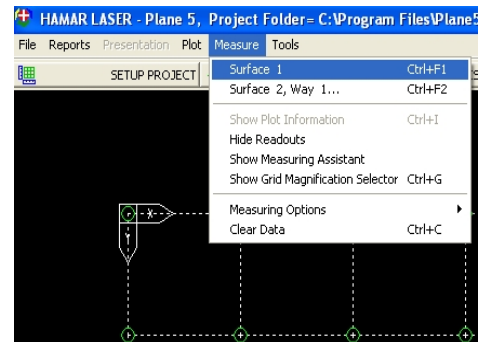 HAMAR LASER - Plane 5, Project Folder= C:\Program Files\Plane5
File Reports Presentation Plot Measure Tools
SETUP PROJECT
Surface 1 Ctrl+F1
Surface 2, Way 1... Ctrl+F2
Show Plot Information Ctrl+I
Hide Readouts
Show Measuring Assistant
Show Grid Magnification Selector Ctrl+G
Measuring Options
Clear Data Ctrl+C
X
Y